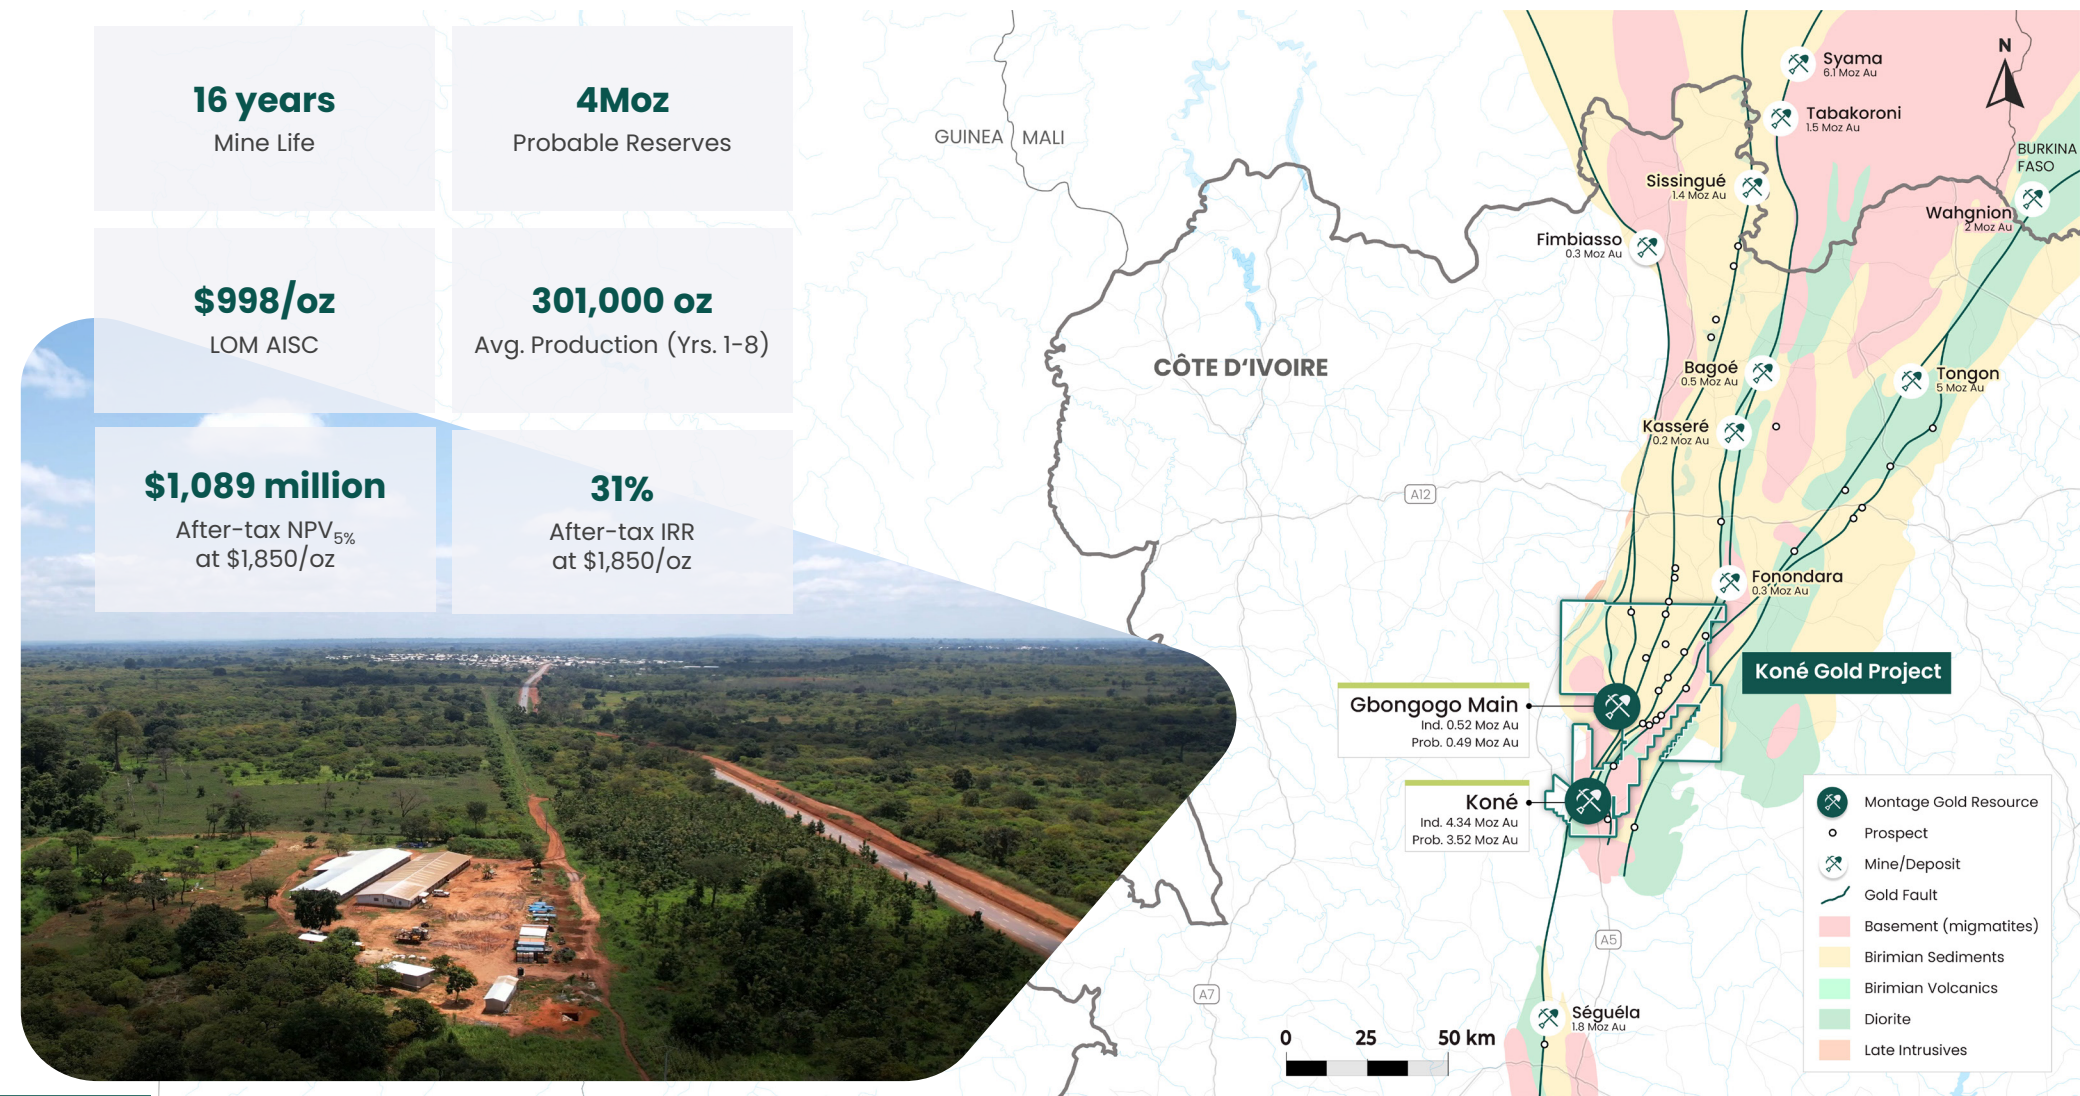 16 years
Mine Life
4Moz
Probable Reserves
$998/oz
LOM AISC
301,000 oz
Avg. Production (Yrs. 1-8)
$1,089 million
After-tax NPV5%
at $1,850/oz
31%
After-tax IRR
at $1,850/oz
GUINEA
MALI
CÔTE D'IVOIRE
BURKINA
FASO
N
Syama
6.1 Moz Au
Tabakoroni
1.5 Moz Au
Sissingué
1.4 Moz Au
Wahgnion
2 Moz Au
Fimbiasso
0.3 Moz Au
Bagoé
0.5 Moz Au
Tongon
5 Moz Au
Kasseré
0.2 Moz Au
A12
Fonondara
0.3 Moz Au
Koné Gold Project
Gbongogo Main
Ind. 0.52 Moz Au
Prob. 0.49 Moz Au
Koné
Ind. 4.34 Moz Au
Prob. 3.52 Moz Au
A5
A7
Séguéla
1.8 Moz Au
0 25 50 km
Montage Gold Resource
Prospect
Mine/Deposit
Gold Fault
Basement (migmatites)
Birimian Sediments
Birimian Volcanics
Diorite
Late Intrusives